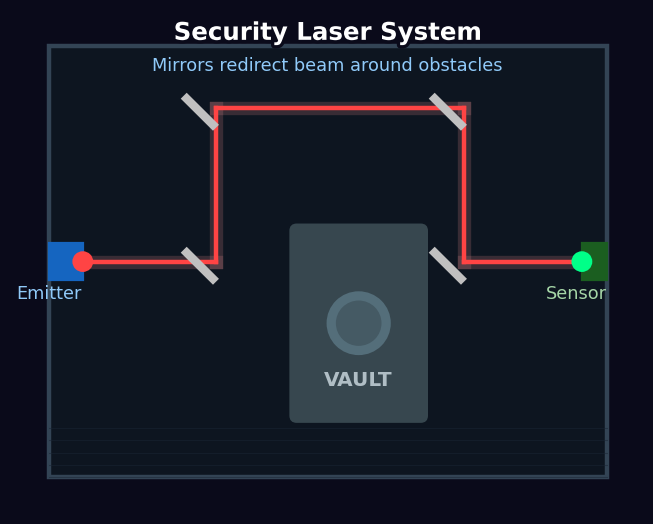 Security Laser System
Mirrors redirect beam around obstacles
Emitter
Sensor
VAULT